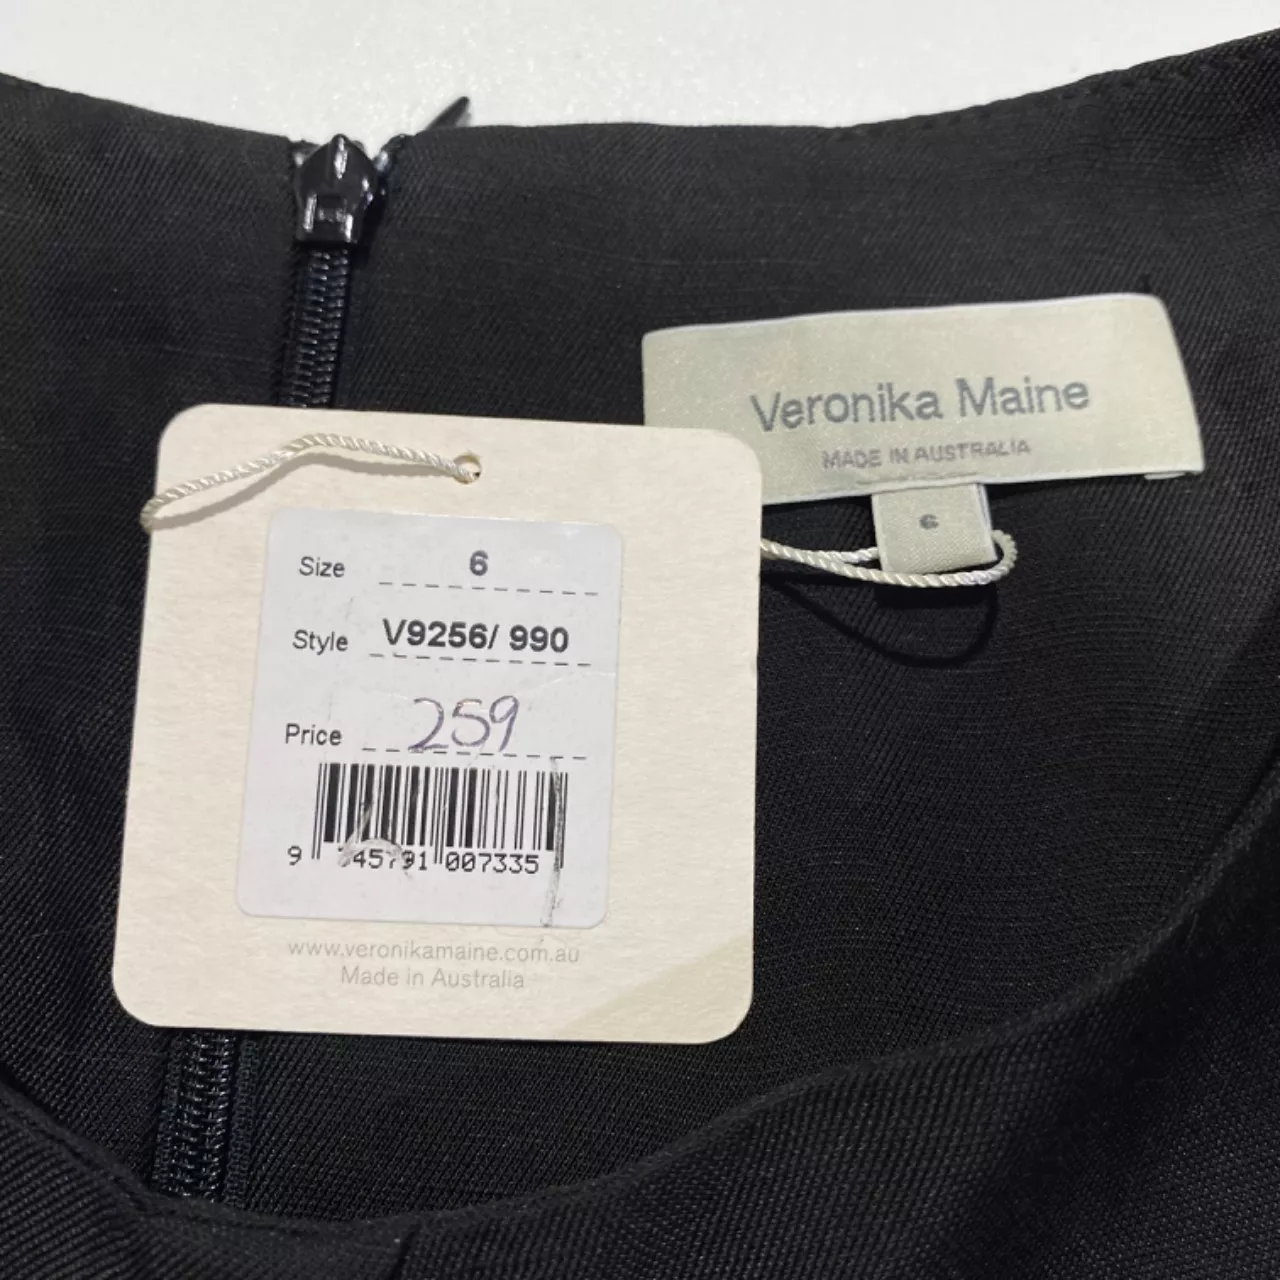 Veronika Maine
MADE IN AUSTRALIA
6
Size 6
Style V9256/ 990
Price 259
9 007335
www.veronikamaine.com.au
Made in Australia